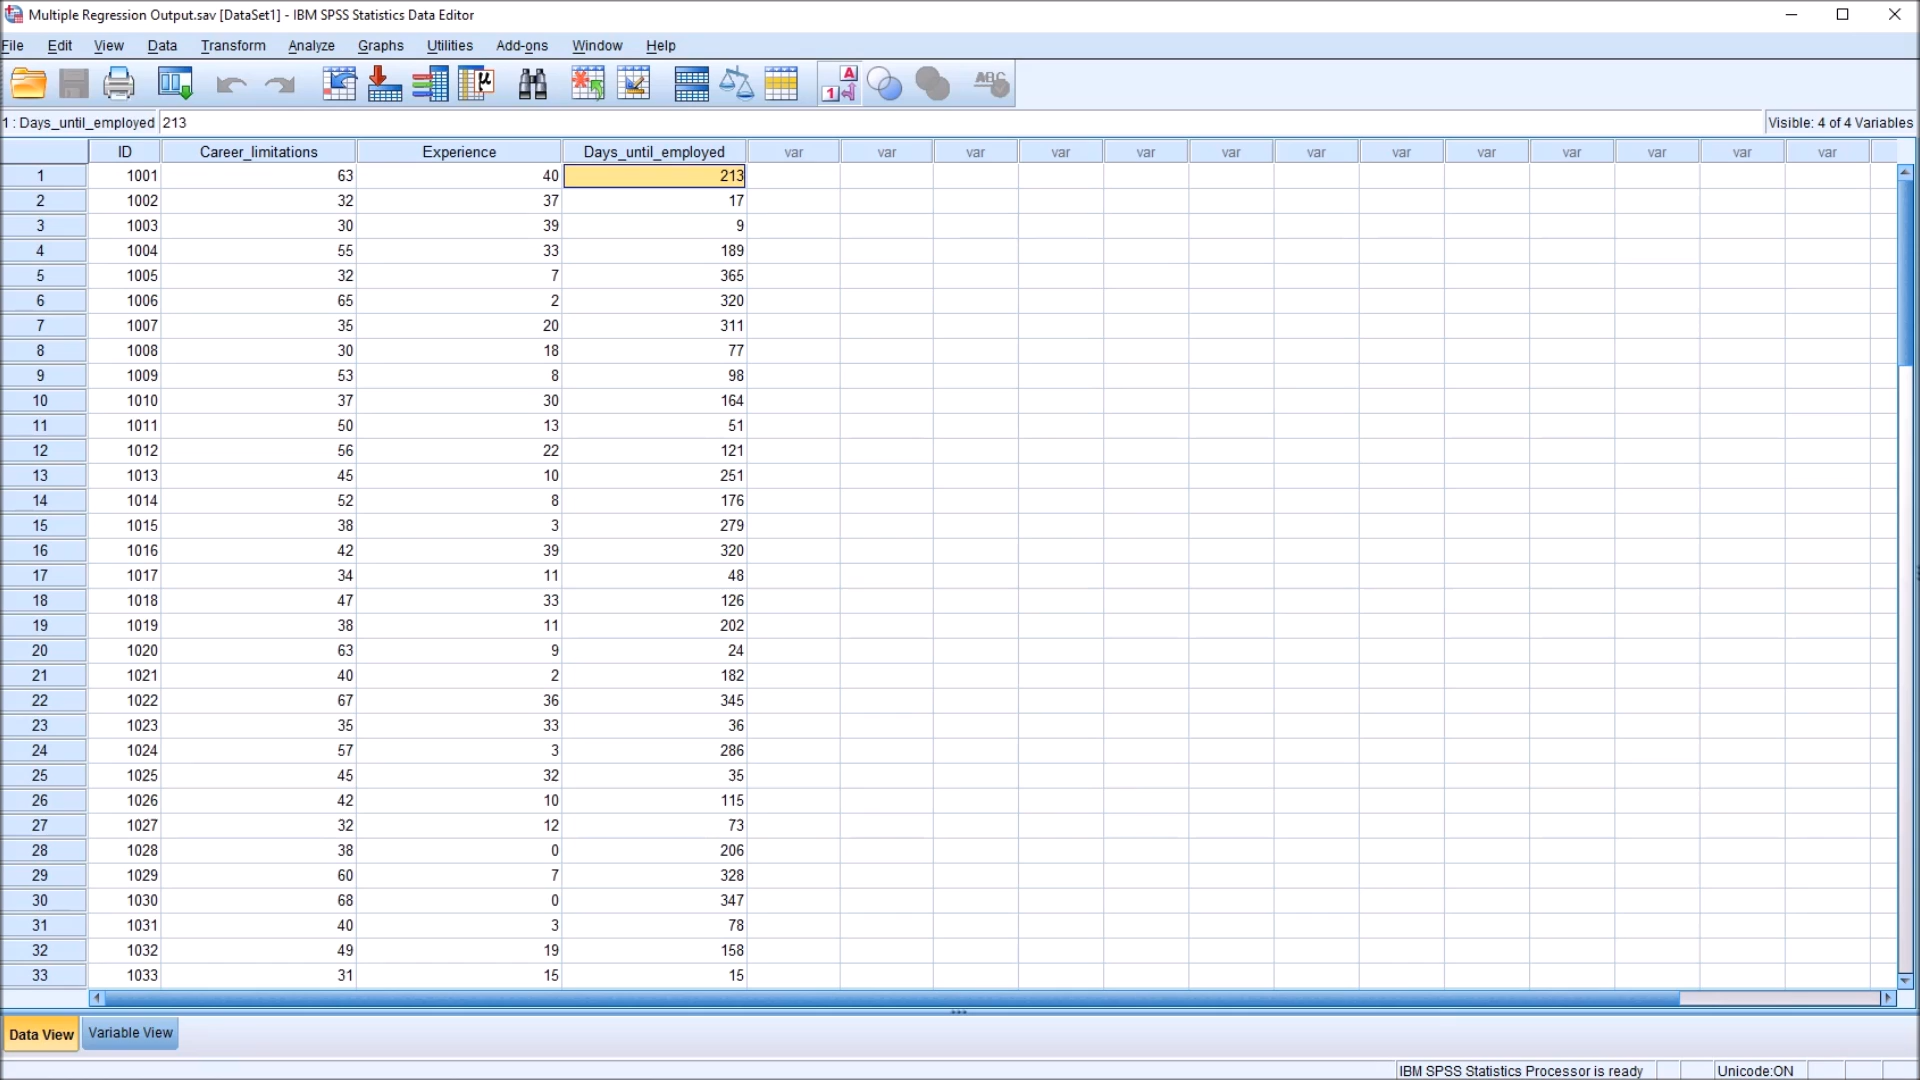 Multiple Regression Output.sav [DataSet1] - IBM SPSS Statistics Data Editor
File Edit View Data Transform Analyze Graphs Utilities Add-ons Window Help
1 : Days_until_employed 213 Visible: 4 of 4 Variables
ID Career_limitations Experience Days_until_employed var var var var var var var var var var var var var
1 1001 63 40 213
2 1002 32 37 17
3 1003 30 39 9
4 1004 55 33 189
5 1005 32 7 365
6 1006 65 2 320
7 1007 35 20 311
8 1008 30 18 77
9 1009 53 8 98
10 1010 37 30 164
11 1011 50 13 51
12 1012 56 22 121
13 1013 45 10 251
14 1014 52 8 176
15 1015 38 3 279
16 1016 42 39 320
17 1017 34 11 48
18 1018 47 33 126
19 1019 38 11 202
20 1020 63 9 24
21 1021 40 2 182
22 1022 67 36 345
23 1023 35 33 36
24 1024 57 3 286
25 1025 45 32 35
26 1026 42 10 115
27 1027 32 12 73
28 1028 38 0 206
29 1029 60 7 328
30 1030 68 0 347
31 1031 40 3 78
32 1032 49 19 158
33 1033 31 15 15
Data View Variable View
IBM SPSS Statistics Processor is ready Unicode:ON